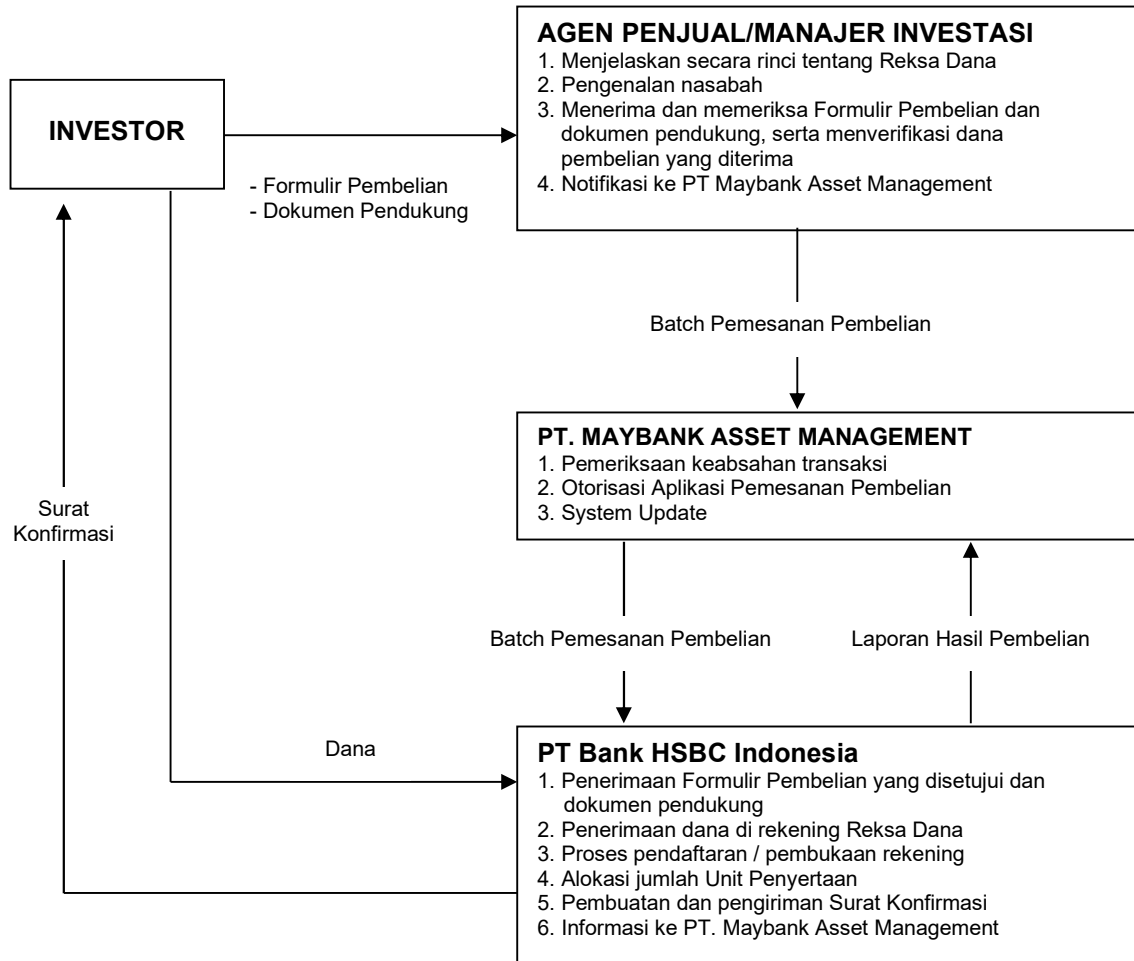 AGEN PENJUAL/MANAJER INVESTASI
1. Menjelaskan secara rinci tentang Reksa Dana
2. Pengenalan nasabah
3. Menerima dan memeriksa Formulir Pembelian dan
dokumen pendukung, serta menverifikasi dana
pembelian yang diterima
4. Notifikasi ke PT Maybank Asset Management
INVESTOR
- Formulir Pembelian
- Dokumen Pendukung
Batch Pemesanan Pembelian
PT. MAYBANK ASSET MANAGEMENT
1. Pemeriksaan keabsahan transaksi
2. Otorisasi Aplikasi Pemesanan Pembelian
3. System Update
Surat
Konfirmasi
Batch Pemesanan Pembelian
Laporan Hasil Pembelian
Dana
PT Bank HSBC Indonesia
1. Penerimaan Formulir Pembelian yang disetujui dan
dokumen pendukung
2. Penerimaan dana di rekening Reksa Dana
3. Proses pendaftaran / pembukaan rekening
4. Alokasi jumlah Unit Penyertaan
5. Pembuatan dan pengiriman Surat Konfirmasi
6. Informasi ke PT. Maybank Asset Management